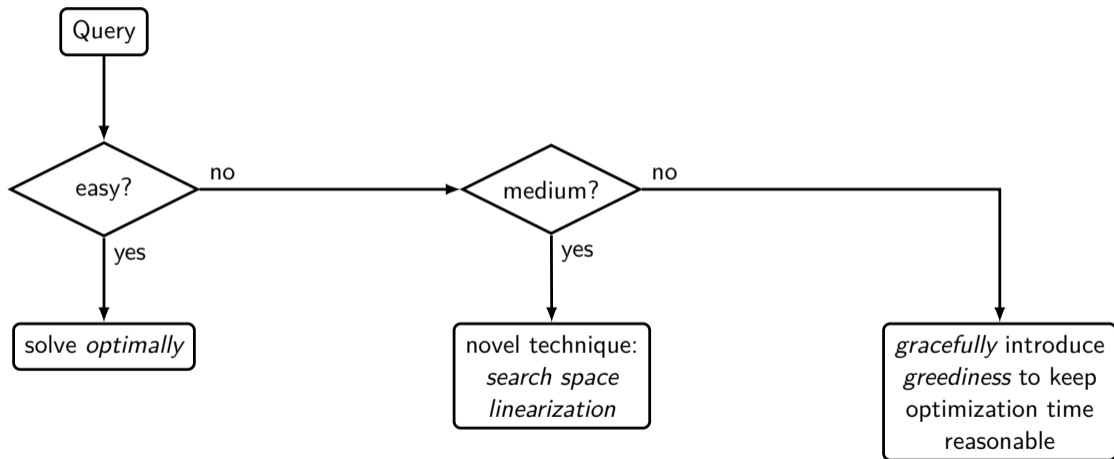 Query
easy?
no
medium?
no
yes
yes
solve optimally
novel technique:
search space
linearization
gracefully introduce
greediness to keep
optimization time
reasonable